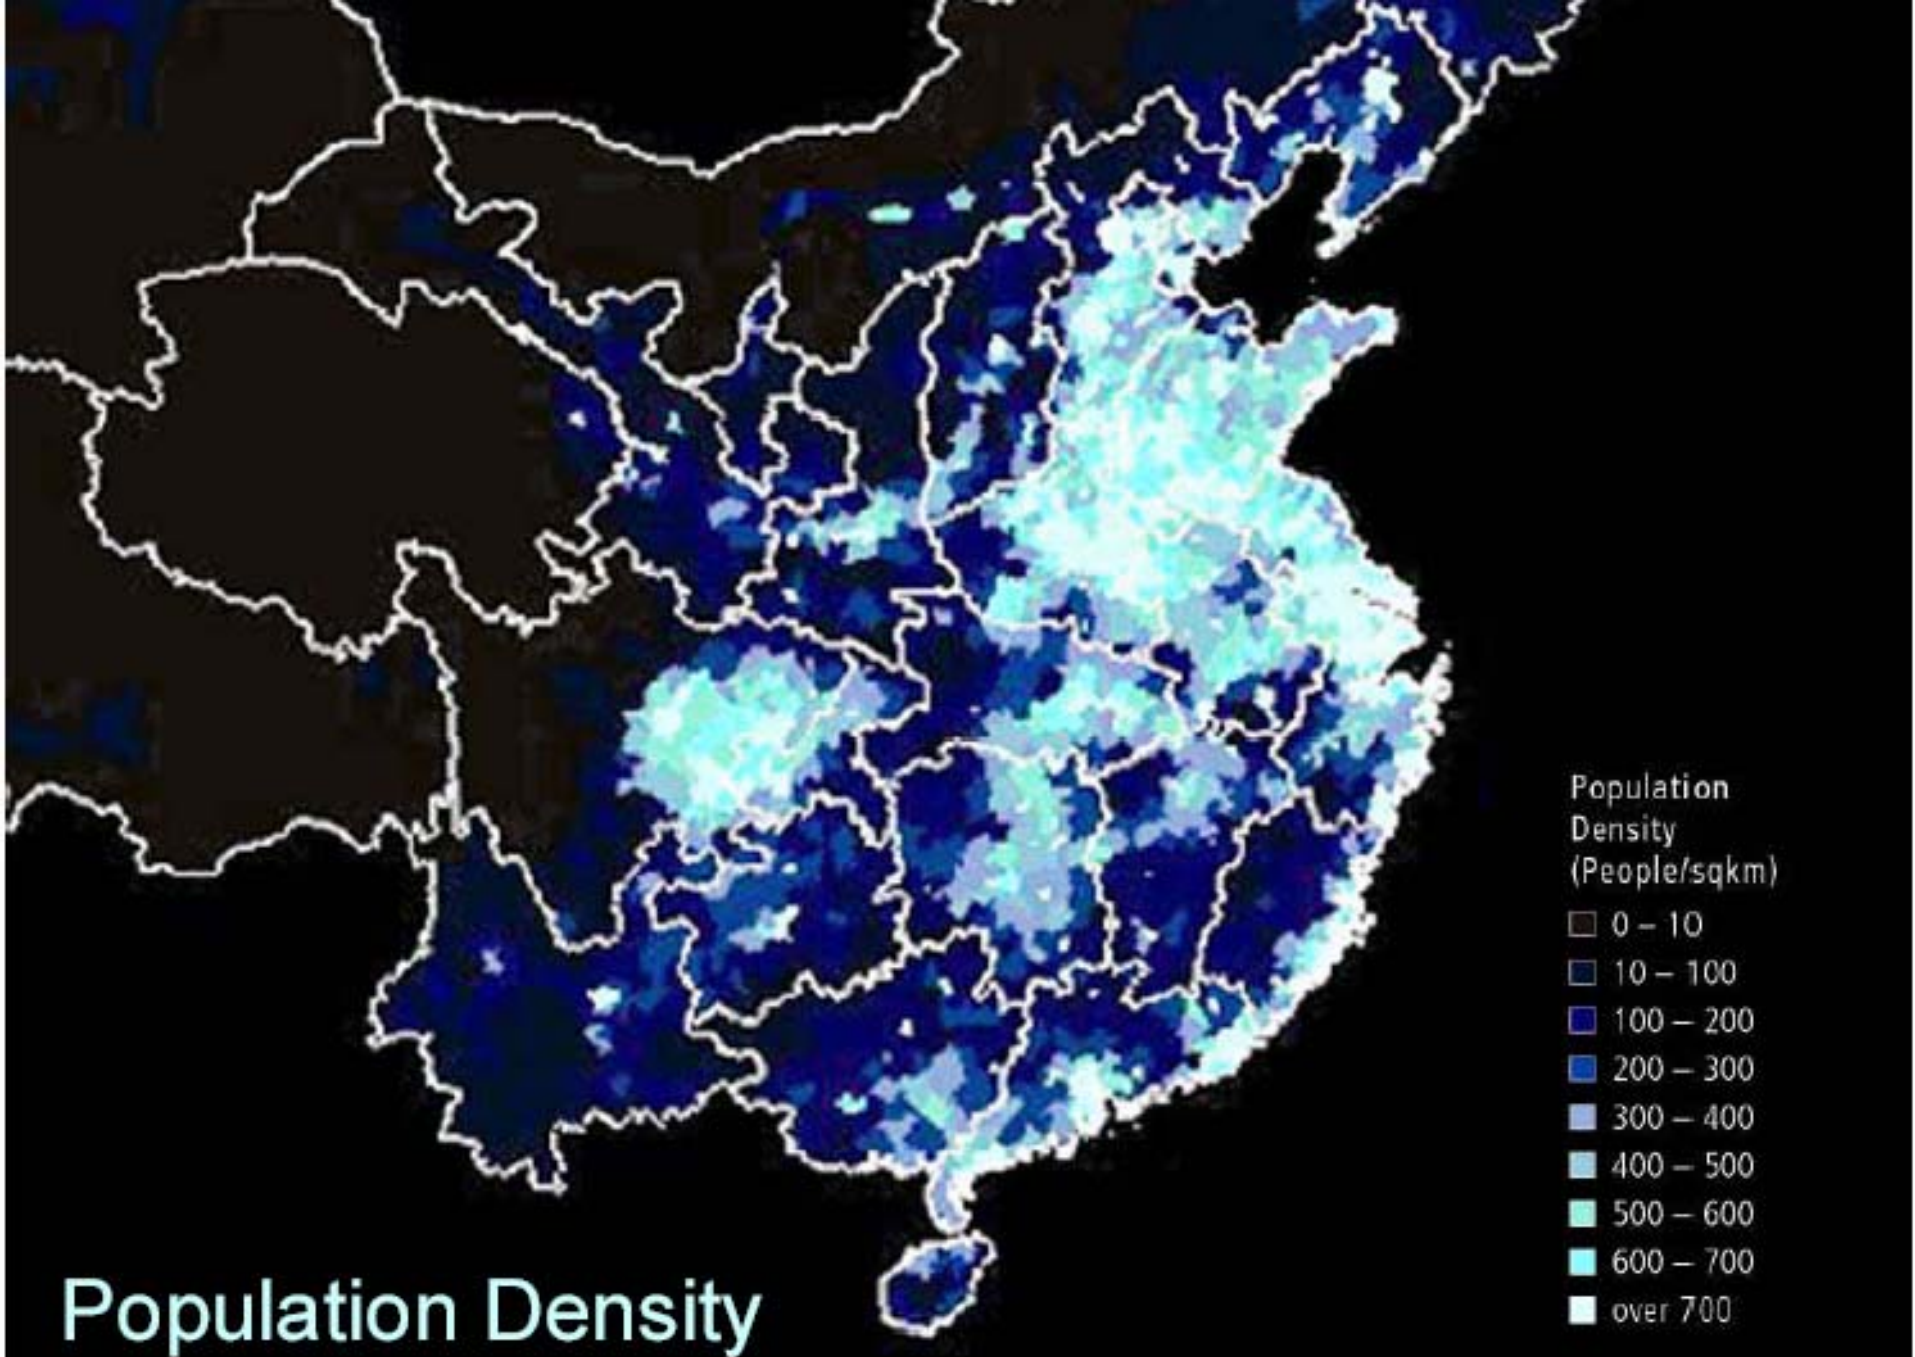 Population
Density
(People/sqkm)
0 – 10
10 – 100
100 – 200
200 – 300
300 – 400
400 – 500
500 – 600
600 – 700
over 700
Population Density